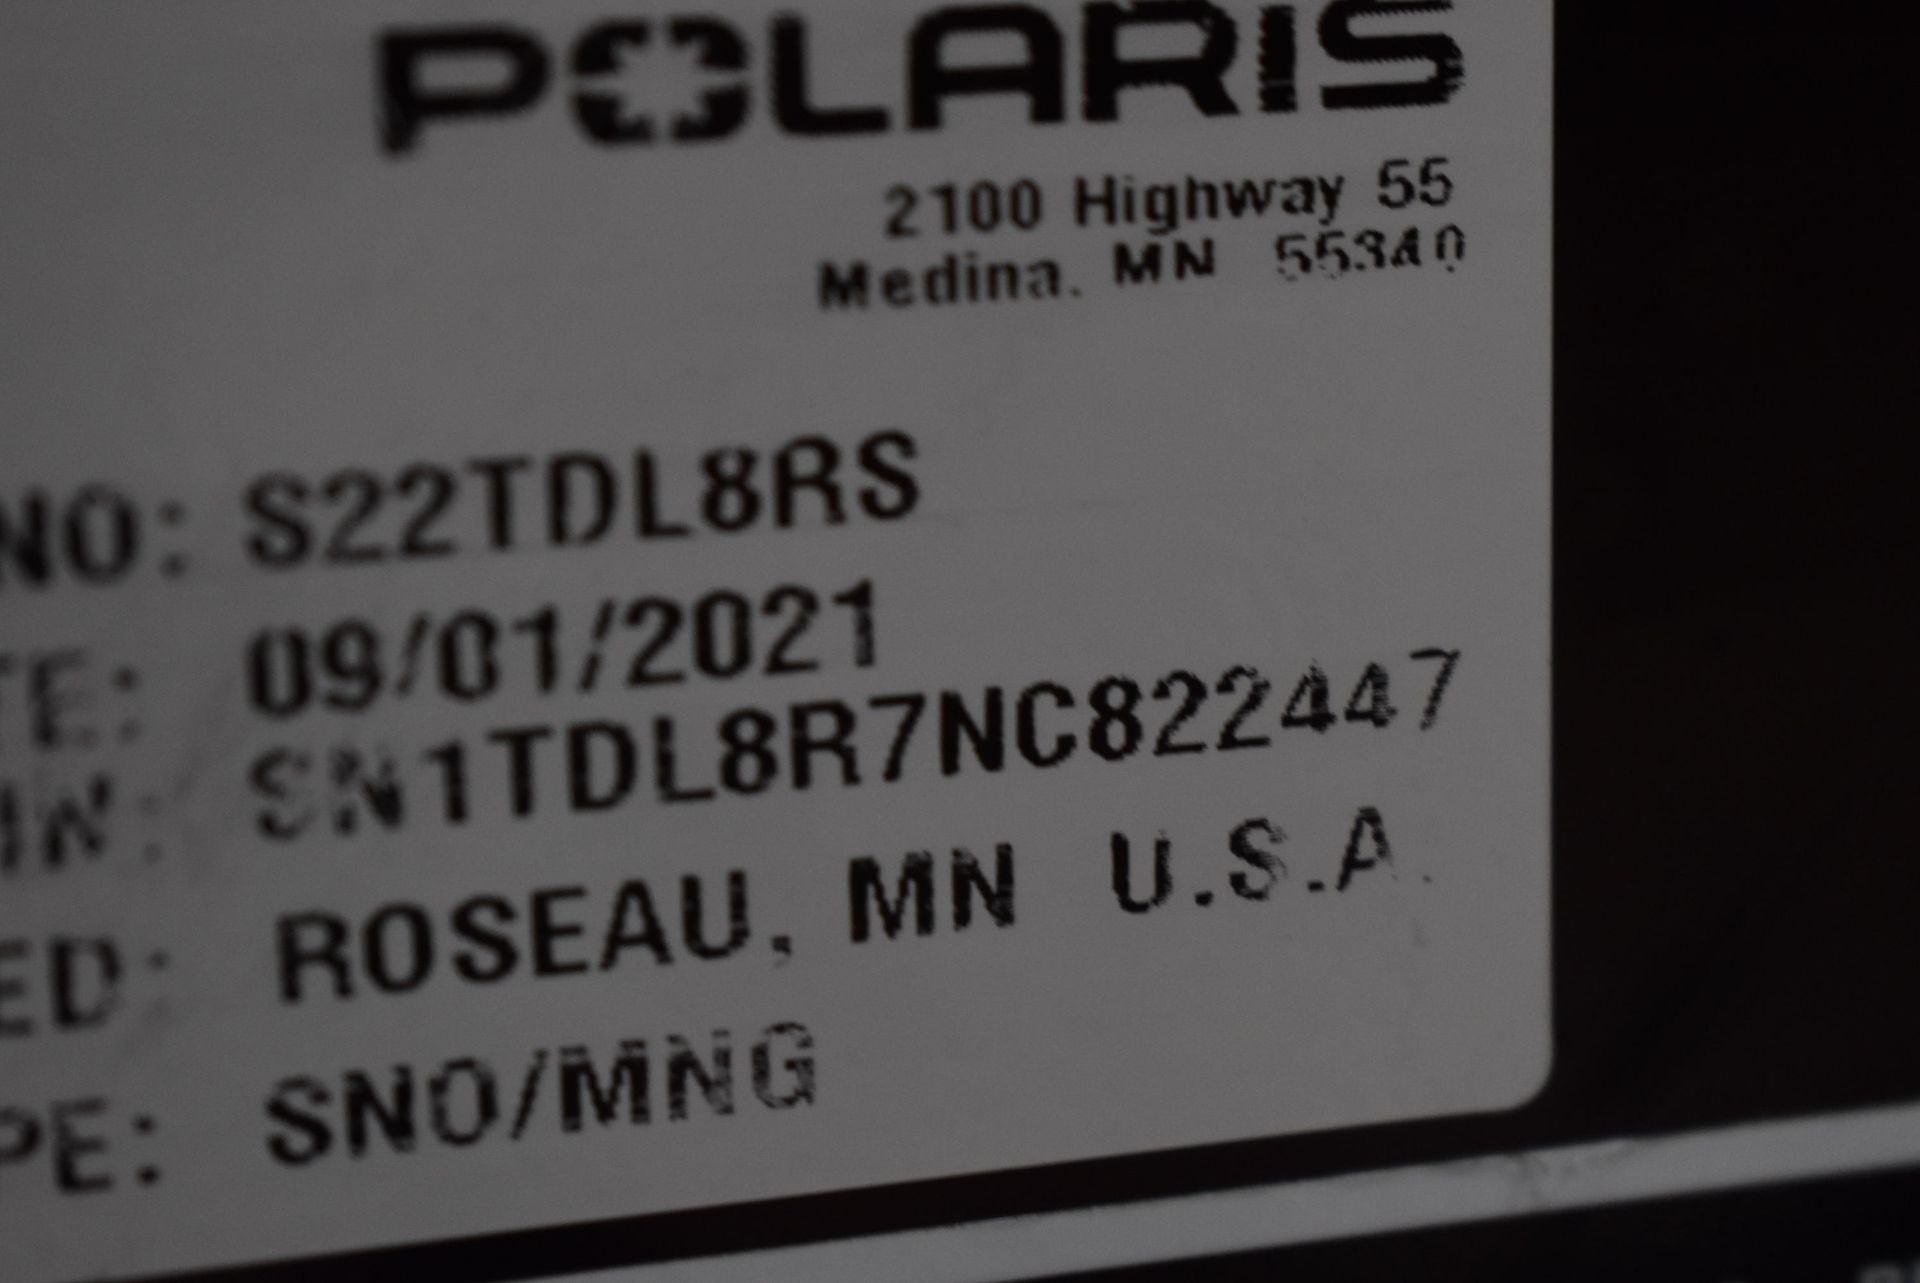 POLARIS
2100 Highway 55
Medina, MN 55340
NO: S22TDL8RS
TE: 09/01/2021
IN: SN1TDL8R7NC822447
ED: ROSEAU, MN U.S.A.
PE: SNO/MNG